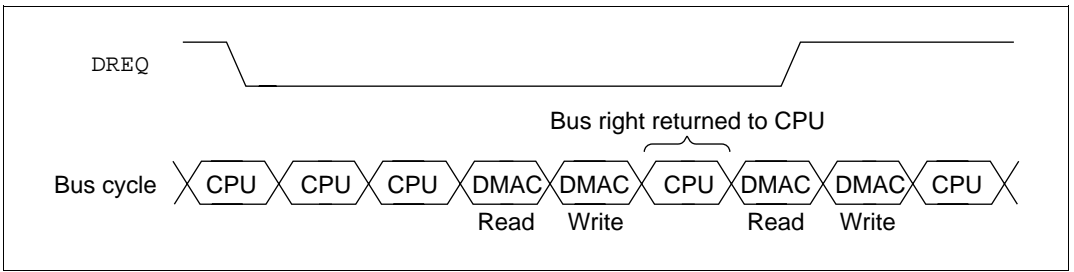 DREQ
Bus right returned to CPU
Bus cycle CPU CPU CPU DMAC DMAC CPU DMAC DMAC CPU
Read Write Read Write